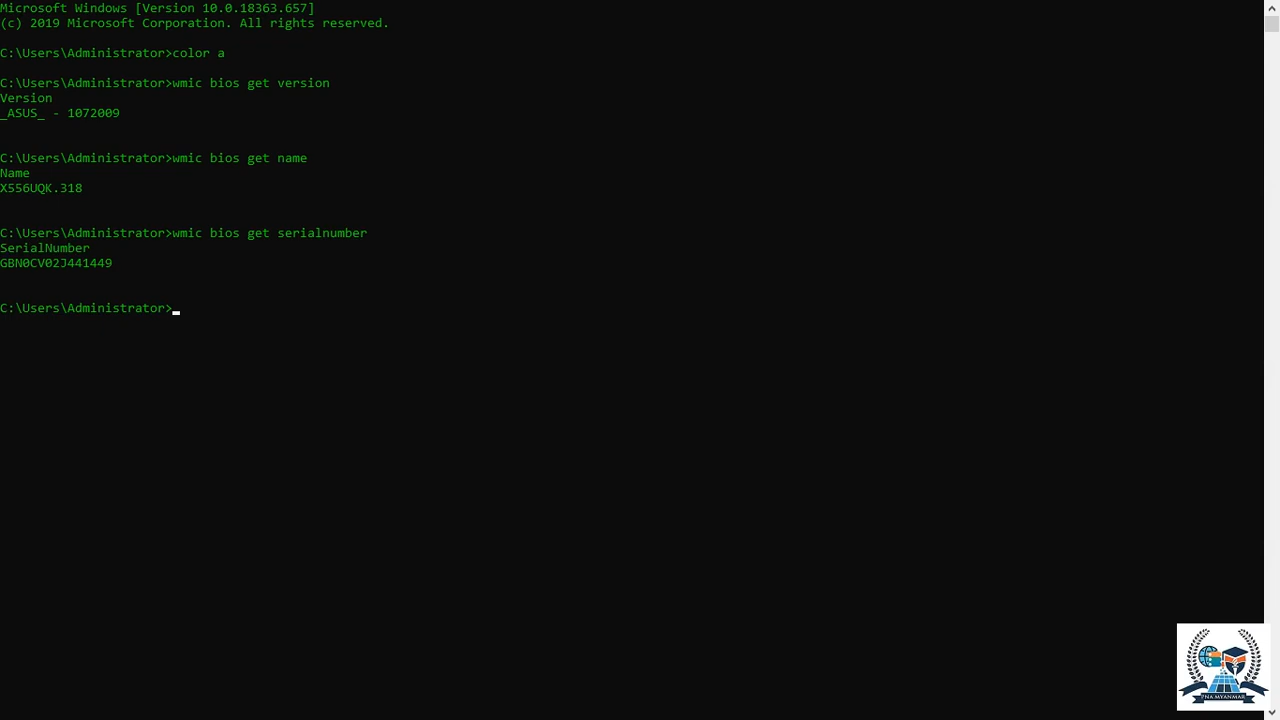 Microsoft Windows [Version 10.0.18363.657]
(c) 2019 Microsoft Corporation. All rights reserved.
C:\Users\Administrator>color a
C:\Users\Administrator>wmic bios get version
Version
_ASUS_ - 1072009
C:\Users\Administrator>wmic bios get name
Name
X556UQK.318
C:\Users\Administrator>wmic bios get serialnumber
SerialNumber
GBN0CV02J441449
C:\Users\Administrator>